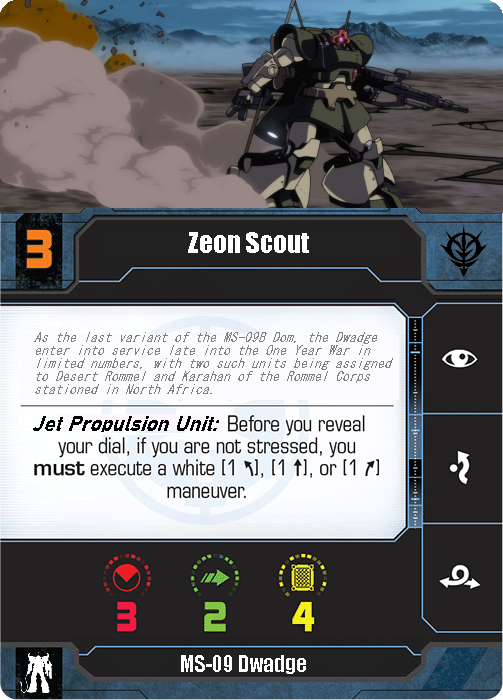 3
Zeon Scout
As the last variant of the MS-09B Dom, the Dwadge
enter into service late into the One Year War in
limited numbers, with two such units being assigned
to Desert Rommel and Karahan of the Rommel Corps
stationed in North Africa.
Jet Propulsion Unit: Before you reveal
your dial, if you are not stressed, you
must execute a white [1 ↖], [1 ↑], or [1 ↗]
maneuver.
3 2 4
MS-09 Dwadge